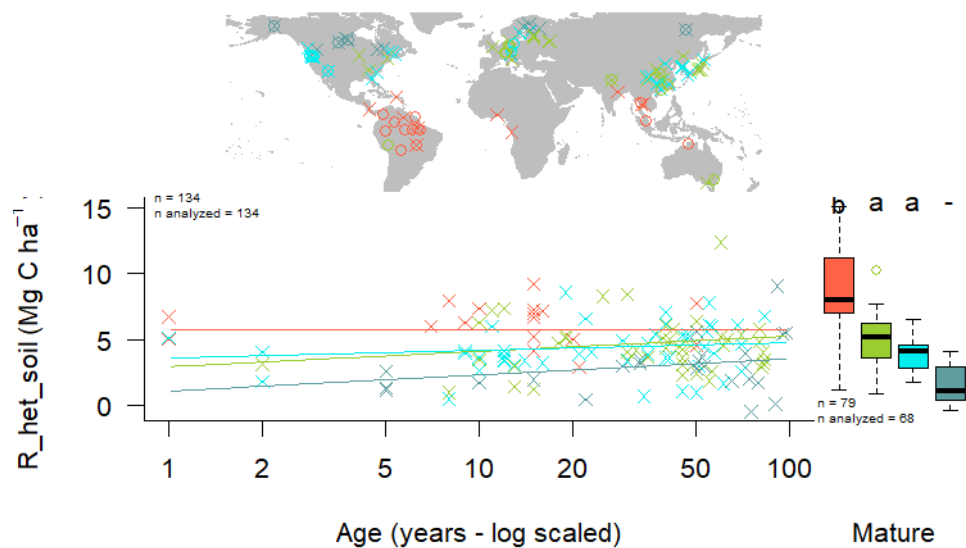 n = 134
n analyzed = 134
R_het_soil (Mg C ha⁻¹
15
10
5
0
1 2 5 10 20 50 100
Age (years - log scaled)
b a a -
n = 79
n analyzed = 68
Mature